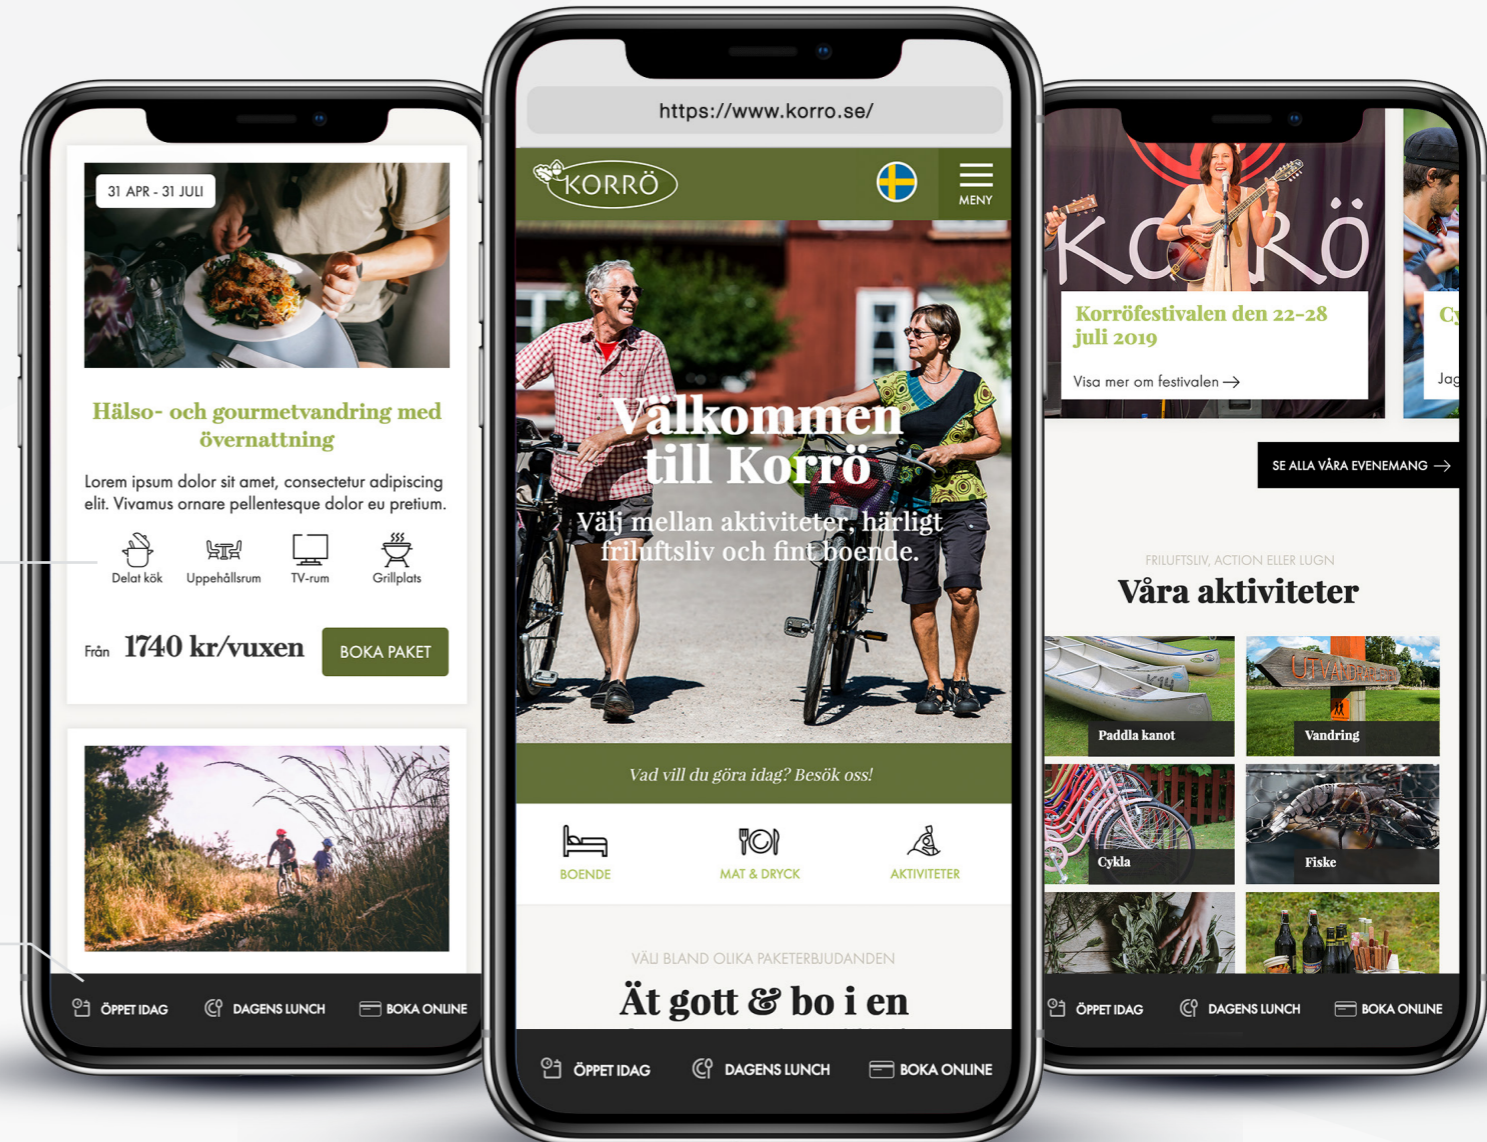 31 APR - 31 JULI
Hälso- och gourmetvandring med
övernattning
Lorem ipsum dolor sit amet, consectetur adipiscing
elit. Vivamus ornare pellentesque dolor eu pretium.
Delat kök
Uppehållsrum
TV-rum
Grillplats
Från 1740 kr/vuxen
BOKA PAKET
ÖPPET IDAG
DAGENS LUNCH
BOKA ONLINE
https://www.korro.se/
KORRÖ
MENY
Välkommen
till Korrö
Välj mellan aktiviteter, härligt
friluftsliv och fint boende.
Vad vill du göra idag? Besök oss!
BOENDE
MAT & DRYCK
AKTIVITETER
VÄLJ BLAND OLIKA PAKETERBJUDANDEN
Ät gott & bo i en
ÖPPET IDAG
DAGENS LUNCH
BOKA ONLINE
KORRÖ
Korröfestivalen den 22-28
juli 2019
Visa mer om festivalen →
Cy
Jag
SE ALLA VÅRA EVENEMANG →
FRILUFTSLIV, ACTION ELLER LUGN
Våra aktiviteter
K14
Paddla kanot
Vandring
Cykla
Fiske
ÖPPET IDAG
DAGENS LUNCH
BOKA ONLINE